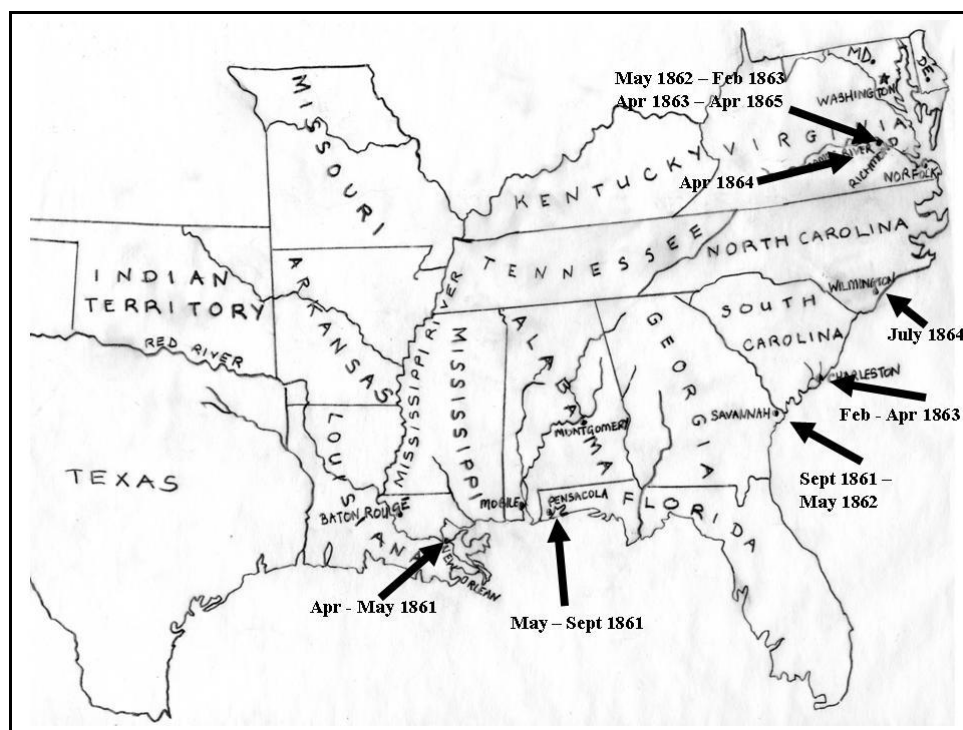 MD.
DE.
May 1862 – Feb 1863
Apr 1863 – Apr 1865
WASHINGTON
MISSOURI
KENTUCKY
VIRGINIA
RIVER
RICHMOND
Apr 1864
NORFOLK
TENNESSEE
NORTH CAROLINA
INDIAN
TERRITORY
ARKANSAS
WILMINGTON
RED RIVER
MISSISSIPPI RIVER
MISSISSIPPI
ALABAMA
GEORGIA
SOUTH
CAROLINA
July 1864
CHARLESTON
Feb - Apr 1863
LOUISIANA
MONTGOMERY
SAVANNAH
TEXAS
Sept 1861 –
May 1862
BATON ROUGE
MOBILE
PENSACOLA
FLORIDA
NEW ORLEAN
Apr - May 1861
May – Sept 1861